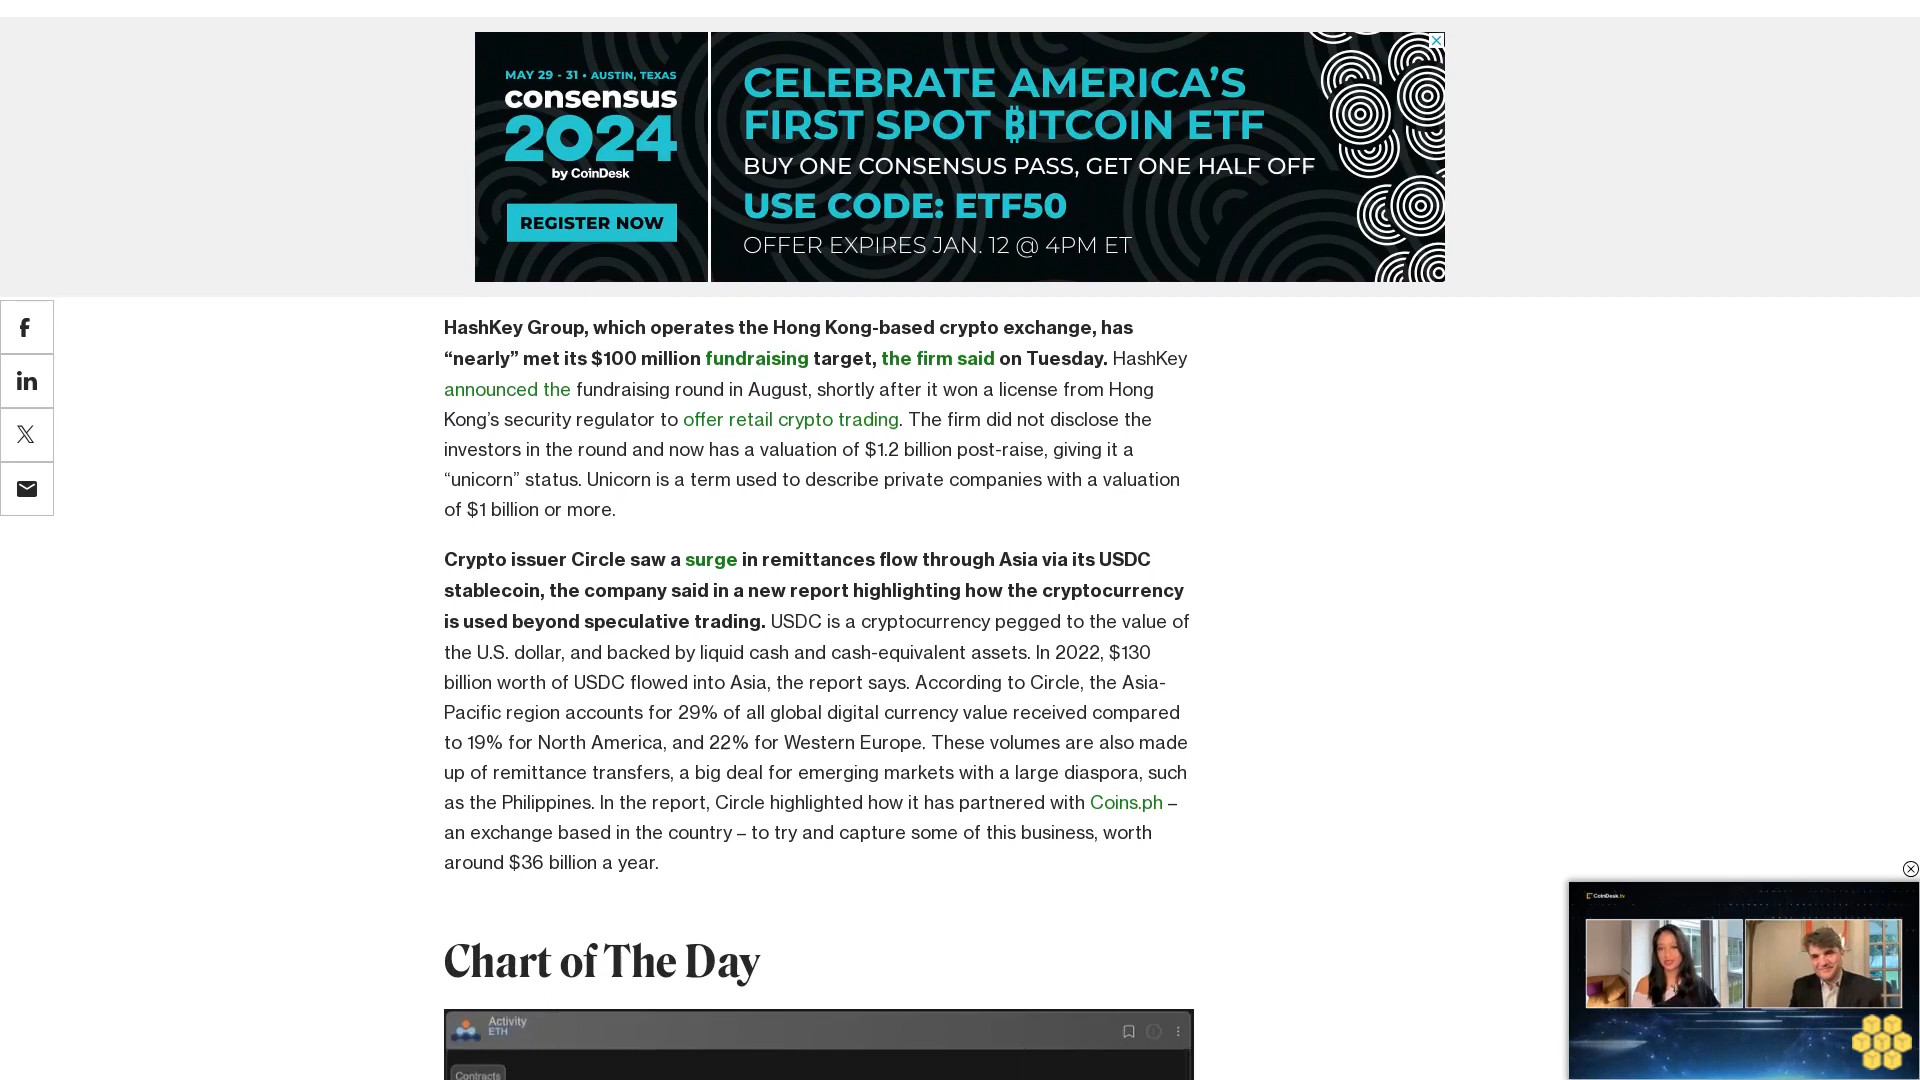 MAY 29 - 31 • AUSTIN, TEXAS
consensus
2024
by CoinDesk
REGISTER NOW
CELEBRATE AMERICA’S
FIRST SPOT ₿ITCOIN ETF
BUY ONE CONSENSUS PASS, GET ONE HALF OFF
USE CODE: ETF50
OFFER EXPIRES JAN. 12 @ 4PM ET
HashKey Group, which operates the Hong Kong-based crypto exchange, has
“nearly” met its $100 million fundraising target, the firm said on Tuesday. HashKey
announced the fundraising round in August, shortly after it won a license from Hong
Kong’s security regulator to offer retail crypto trading. The firm did not disclose the
investors in the round and now has a valuation of $1.2 billion post-raise, giving it a
“unicorn” status. Unicorn is a term used to describe private companies with a valuation
of $1 billion or more.
Crypto issuer Circle saw a surge in remittances flow through Asia via its USDC
stablecoin, the company said in a new report highlighting how the cryptocurrency
is used beyond speculative trading. USDC is a cryptocurrency pegged to the value of
the U.S. dollar, and backed by liquid cash and cash-equivalent assets. In 2022, $130
billion worth of USDC flowed into Asia, the report says. According to Circle, the Asia-
Pacific region accounts for 29% of all global digital currency value received compared
to 19% for North America, and 22% for Western Europe. These volumes are also made
up of remittance transfers, a big deal for emerging markets with a large diaspora, such
as the Philippines. In the report, Circle highlighted how it has partnered with Coins.ph –
an exchange based in the country – to try and capture some of this business, worth
around $36 billion a year.
Chart of The Day
Activity
ETH
Contracts
CoinDesk.tv